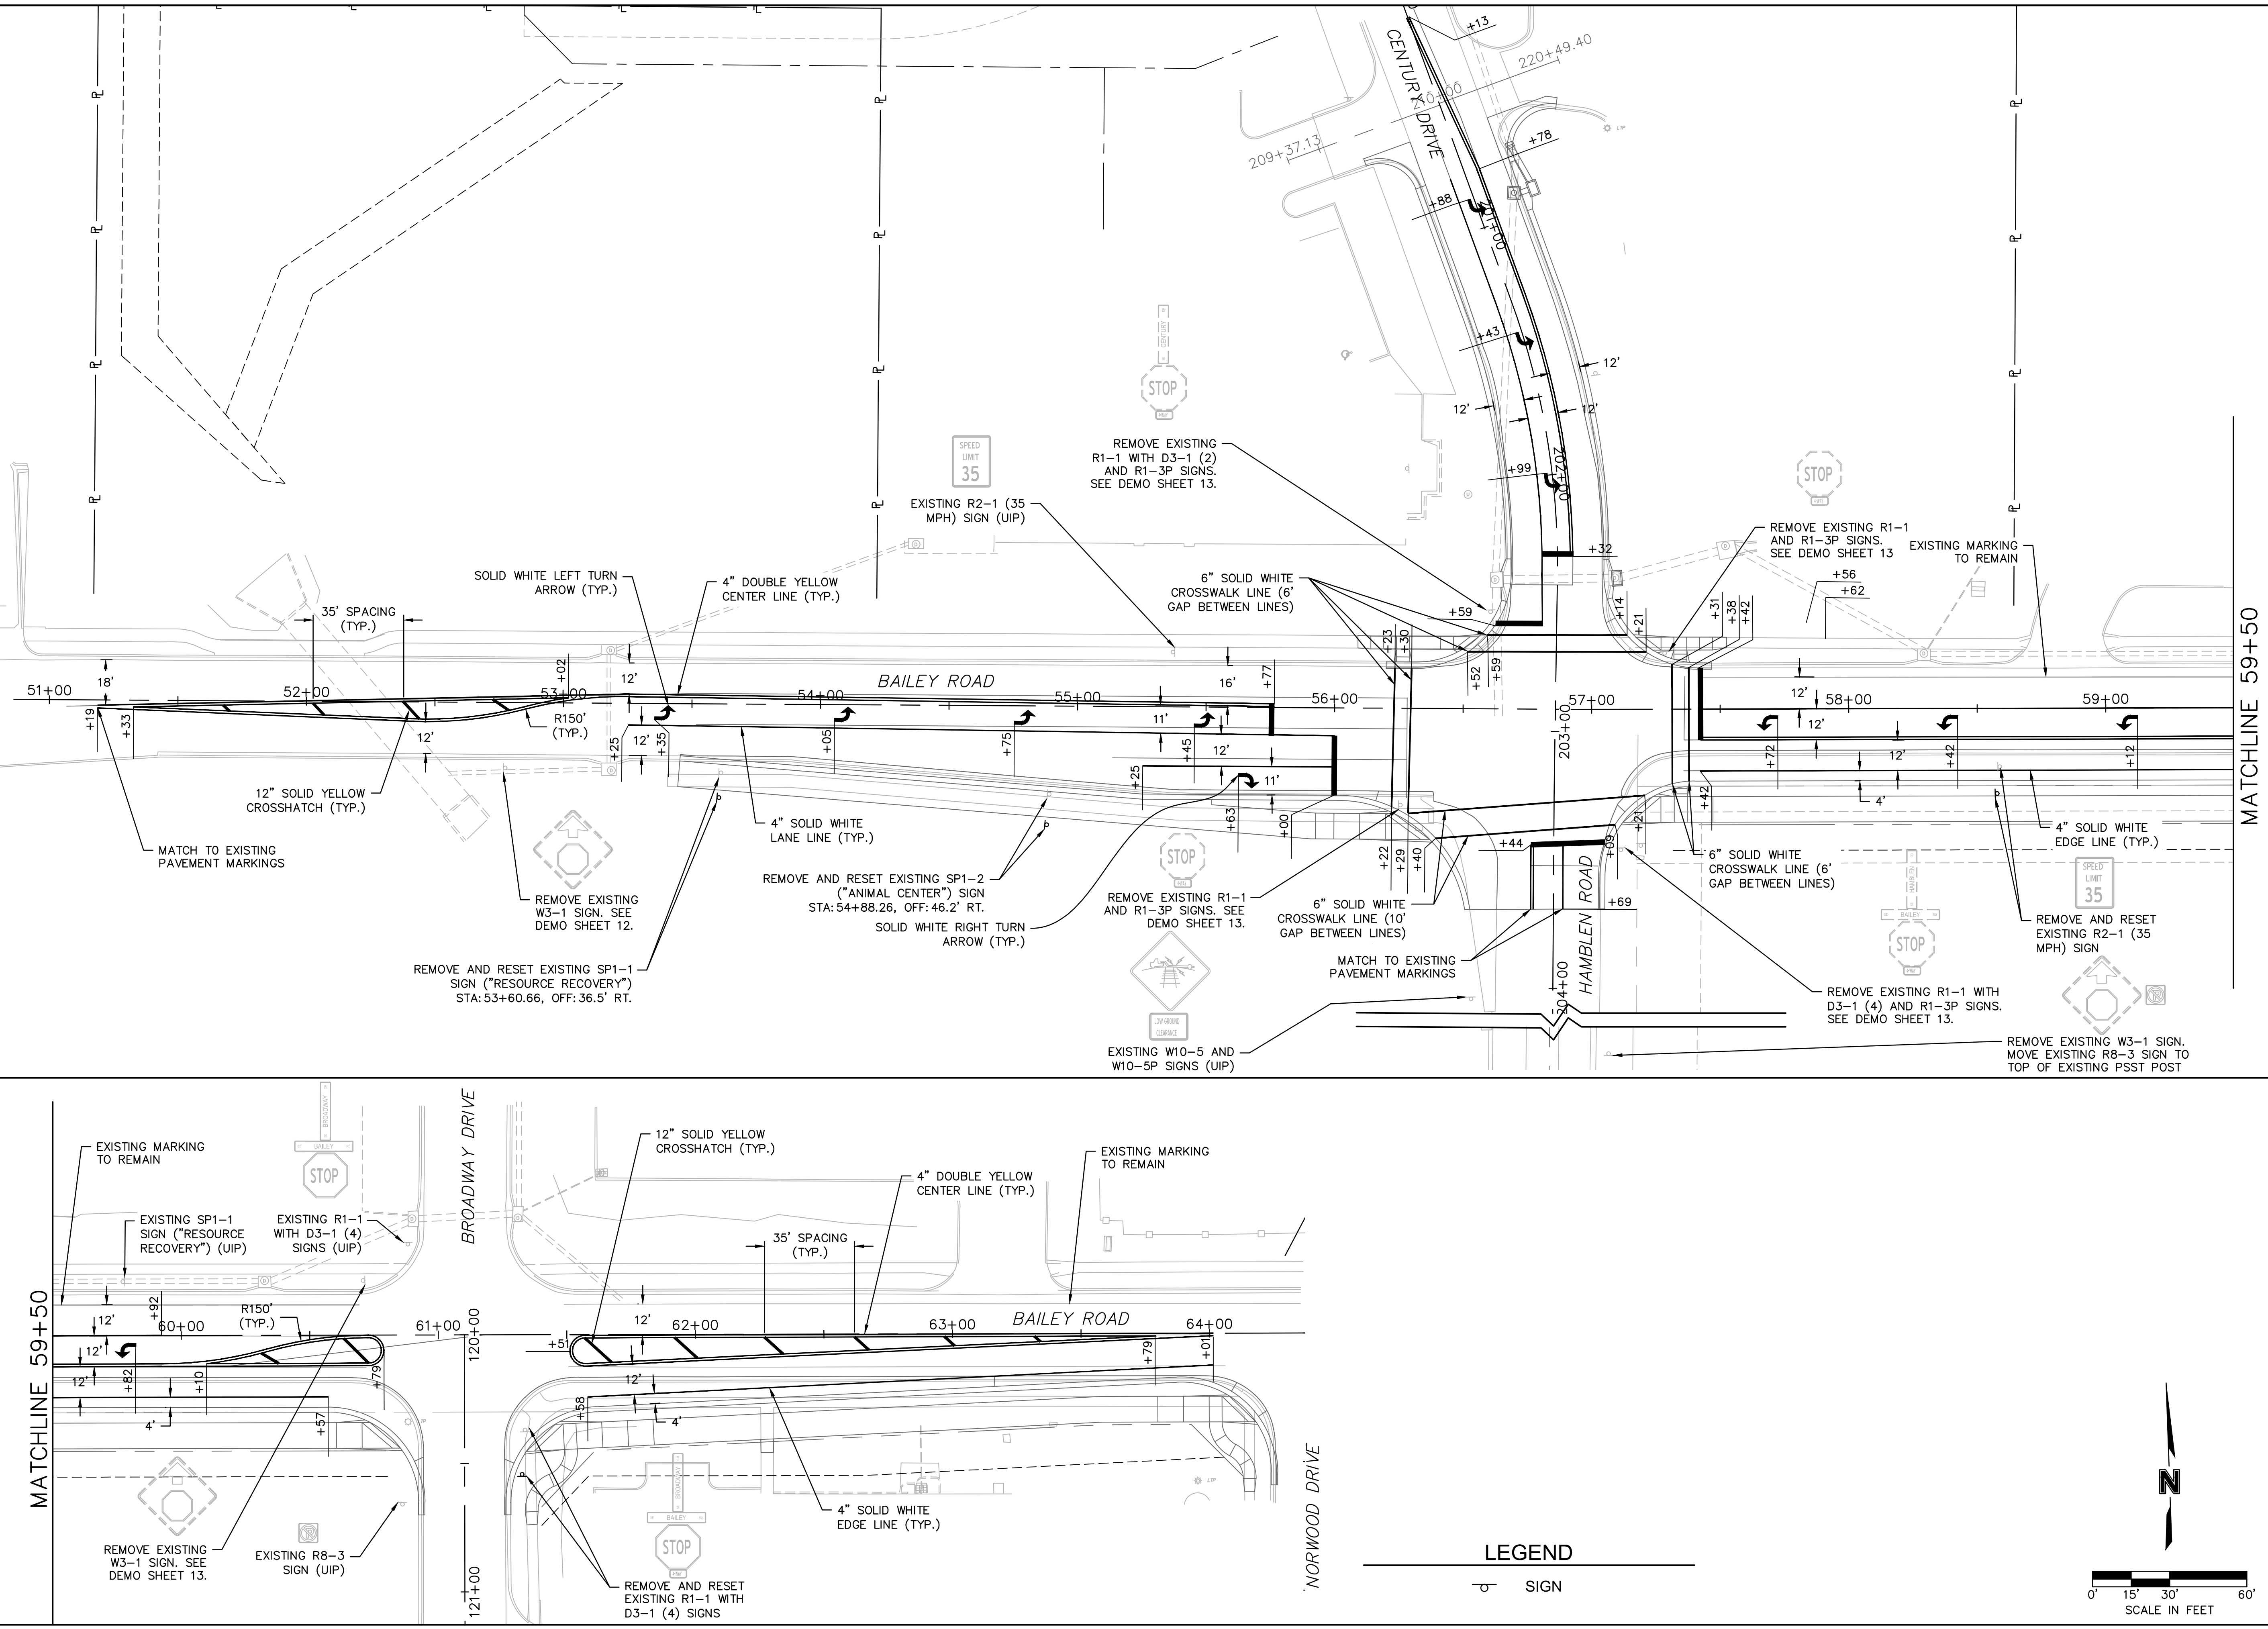 CENTURY DRIVE
+13
220+49.40
210+00
209+37.13
+78
+88
201+00
+43
12'
12'
12'
+99
202+00
+32
CENTURY
STOP
SPEED
LIMIT
35
REMOVE EXISTING
R1-1 WITH D3-1 (2)
AND R1-3P SIGNS.
SEE DEMO SHEET 13.
EXISTING R2-1 (35
MPH) SIGN (UIP)
STOP
REMOVE EXISTING R1-1
AND R1-3P SIGNS.
SEE DEMO SHEET 13
EXISTING MARKING
TO REMAIN
+56
+62
SOLID WHITE LEFT TURN
ARROW (TYP.)
4" DOUBLE YELLOW
CENTER LINE (TYP.)
6" SOLID WHITE
CROSSWALK LINE (6'
GAP BETWEEN LINES)
35' SPACING
(TYP.)
+59
+14
+21
+31
+38
+42
+23
+30
+52
+59
18'
+02
12'
16'
+77
BAILEY ROAD
51+00
52+00
53+00
54+00
55+00
56+00
57+00
58+00
59+00
+19
+33
12'
R150'
(TYP.)
+25
12'
+35
+05
+75
11'
+45
12'
+25
11'
+63
+00
203+00
12'
12'
+72
+42
12'
+12
4'
+42
+21
MATCHLINE 59+50
12" SOLID YELLOW
CROSSHATCH (TYP.)
MATCH TO EXISTING
PAVEMENT MARKINGS
4" SOLID WHITE
LANE LINE (TYP.)
+22
+29
+40
+44
+09
+69
STOP
4" SOLID WHITE
EDGE LINE (TYP.)
6" SOLID WHITE
CROSSWALK LINE (6'
GAP BETWEEN LINES)
SPEED
LIMIT
35
REMOVE EXISTING
W3-1 SIGN. SEE
DEMO SHEET 12.
REMOVE AND RESET EXISTING SP1-2
("ANIMAL CENTER") SIGN
STA: 54+88.26, OFF: 46.2' RT.
SOLID WHITE RIGHT TURN
ARROW (TYP.)
REMOVE EXISTING R1-1
AND R1-3P SIGNS. SEE
DEMO SHEET 13.
6" SOLID WHITE
CROSSWALK LINE (10'
GAP BETWEEN LINES)
HAMBLEN ROAD
HAMBLEN
BAILEY
STOP
REMOVE AND RESET
EXISTING R2-1 (35
MPH) SIGN
REMOVE AND RESET EXISTING SP1-1
SIGN ("RESOURCE RECOVERY")
STA: 53+60.66, OFF: 36.5' RT.
MATCH TO EXISTING
PAVEMENT MARKINGS
204+00
LOW GROUND
CLEARANCE
REMOVE EXISTING R1-1 WITH
D3-1 (4) AND R1-3P SIGNS.
SEE DEMO SHEET 13.
EXISTING W10-5 AND
W10-5P SIGNS (UIP)
REMOVE EXISTING W3-1 SIGN.
MOVE EXISTING R8-3 SIGN TO
TOP OF EXISTING PSST POST
BROADWAY
BAILEY
STOP
BROADWAY DRIVE
EXISTING MARKING
TO REMAIN
12" SOLID YELLOW
CROSSHATCH (TYP.)
EXISTING MARKING
TO REMAIN
4" DOUBLE YELLOW
CENTER LINE (TYP.)
EXISTING SP1-1
SIGN ("RESOURCE
RECOVERY") (UIP)
EXISTING R1-1
WITH D3-1 (4)
SIGNS (UIP)
35' SPACING
(TYP.)
MATCHLINE 59+50
+92
12'
R150'
(TYP.)
12'
BAILEY ROAD
60+00
61+00
62+00
63+00
64+00
120+00
12'
12'
+82
+10
+79
+51
+79
+01
12'
+58
4'
4'
+57
BROADWAY
BAILEY
STOP
4" SOLID WHITE
EDGE LINE (TYP.)
REMOVE EXISTING
W3-1 SIGN. SEE
DEMO SHEET 13.
EXISTING R8-3
SIGN (UIP)
121+00
REMOVE AND RESET
EXISTING R1-1 WITH
D3-1 (4) SIGNS
NORWOOD DRIVE
LEGEND
SIGN
N
0' 15' 30' 60'
SCALE IN FEET